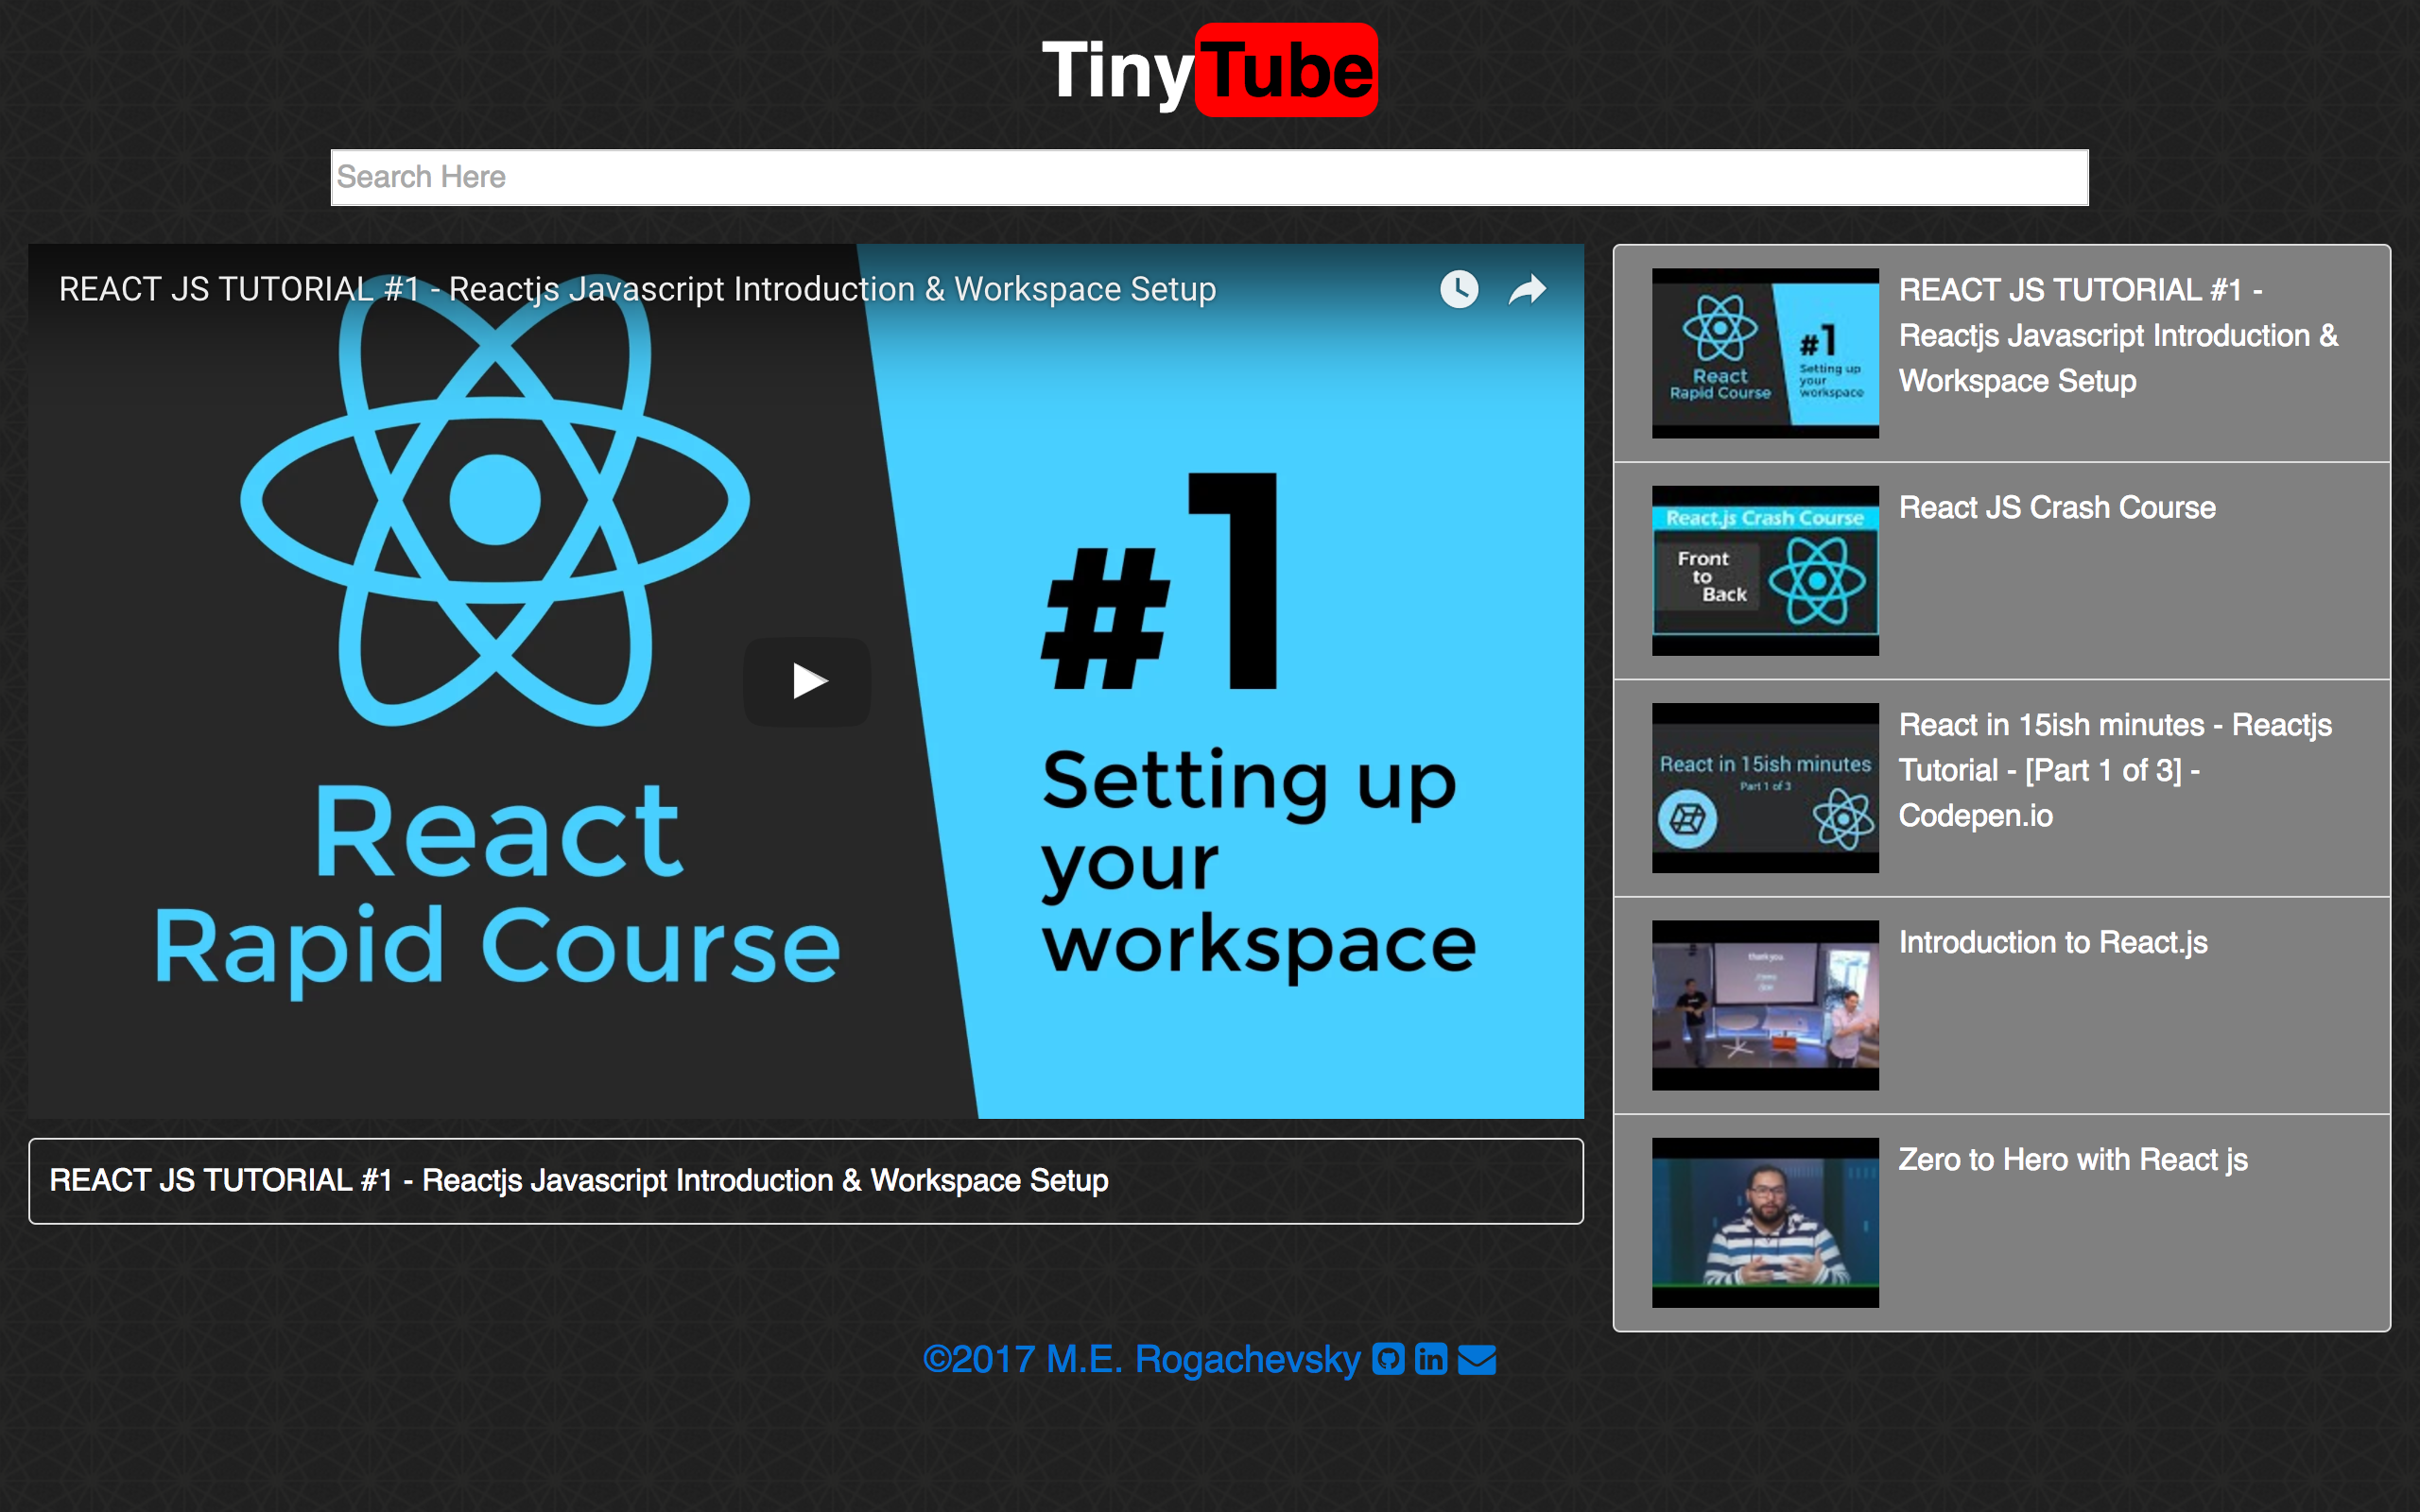 TinyTube
Search Here
REACT JS TUTORIAL #1 - Reactjs Javascript Introduction & Workspace Setup
#1
Setting up
your
workspace
React
Rapid Course
REACT JS TUTORIAL #1 - Reactjs Javascript Introduction & Workspace Setup
#1
Setting up
your
workspace
React
Rapid Course
REACT JS TUTORIAL #1 -
Reactjs Javascript Introduction &
Workspace Setup
React.js Crash Course
Front
to
Back
React JS Crash Course
React in 15ish minutes
Part 1 of 3
React in 15ish minutes - Reactjs
Tutorial - [Part 1 of 3] -
Codepen.io
thank you
Introduction to React.js
Zero to Hero with React js
©2017 M.E. Rogachevsky